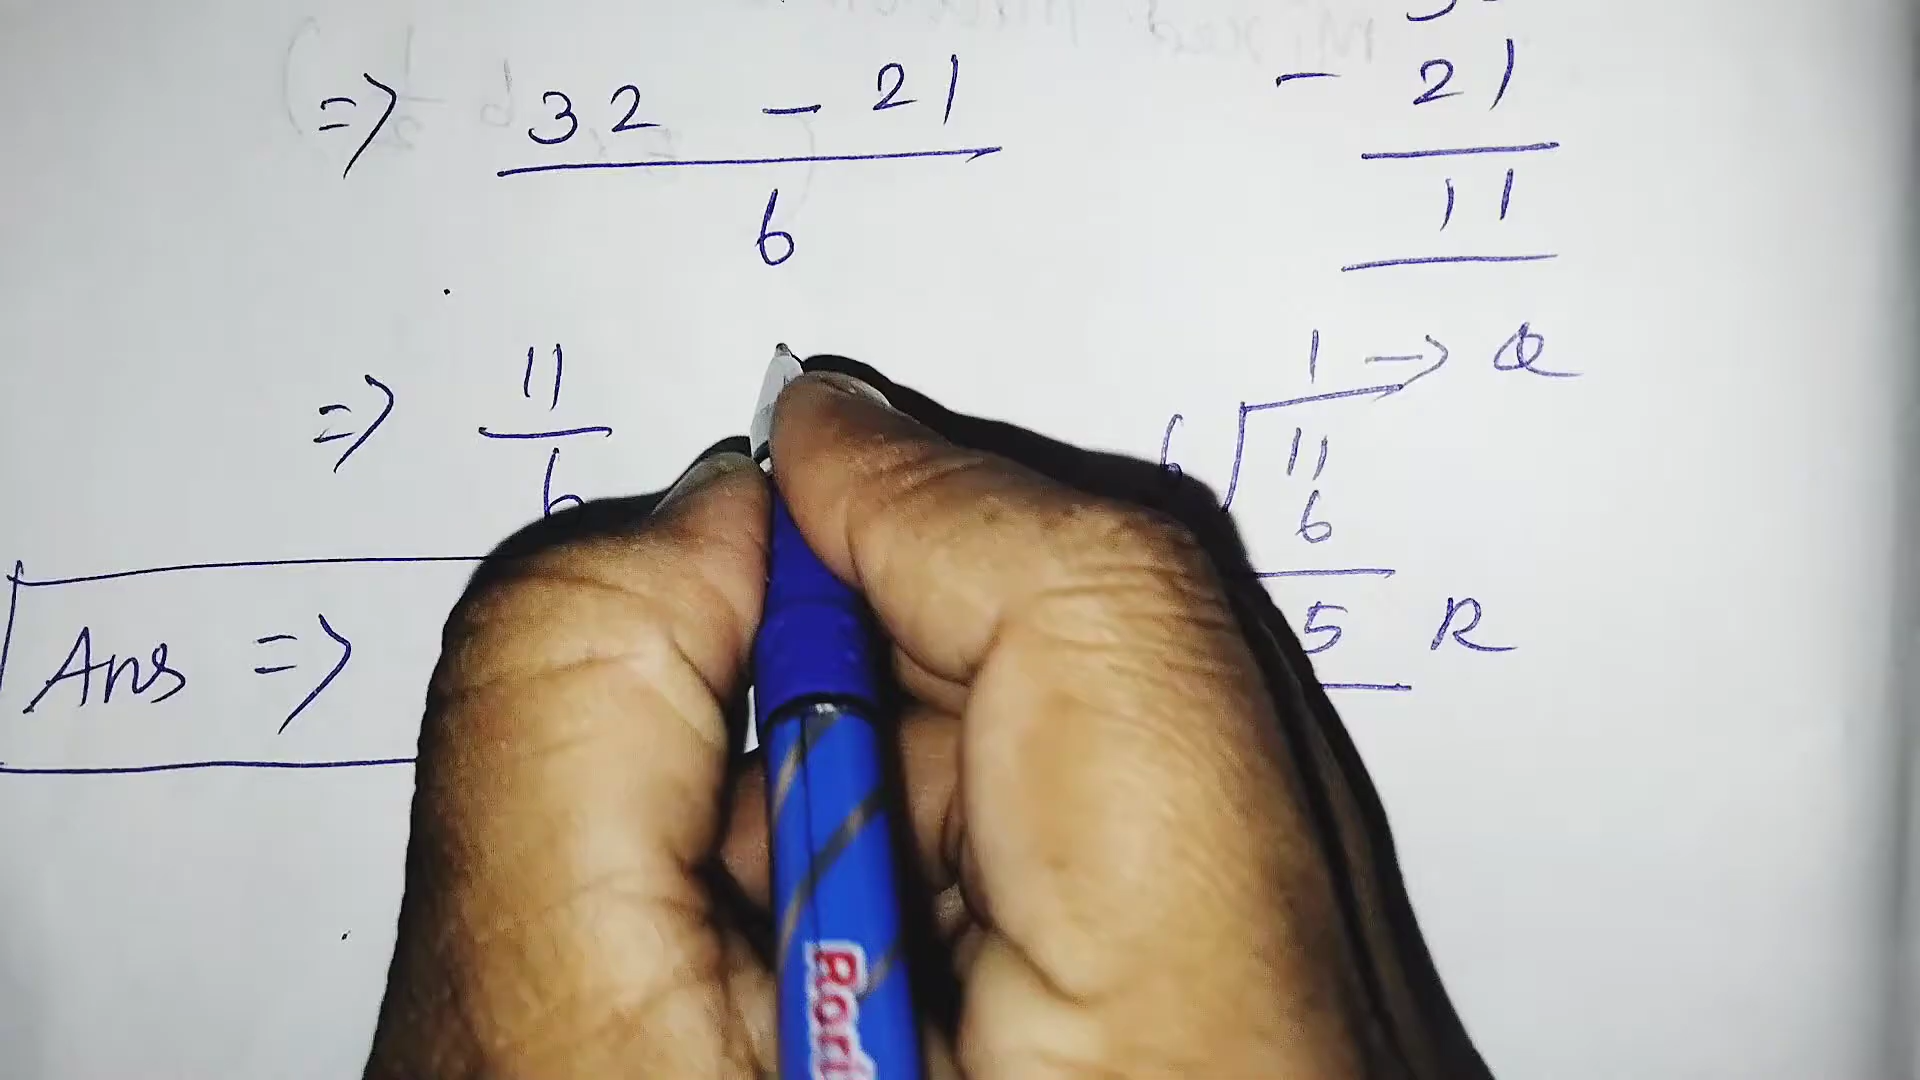 => 32 - 21
6
- 21
11
=> 11
6
1 -> Q
6 11
6
5 R
Ans =>